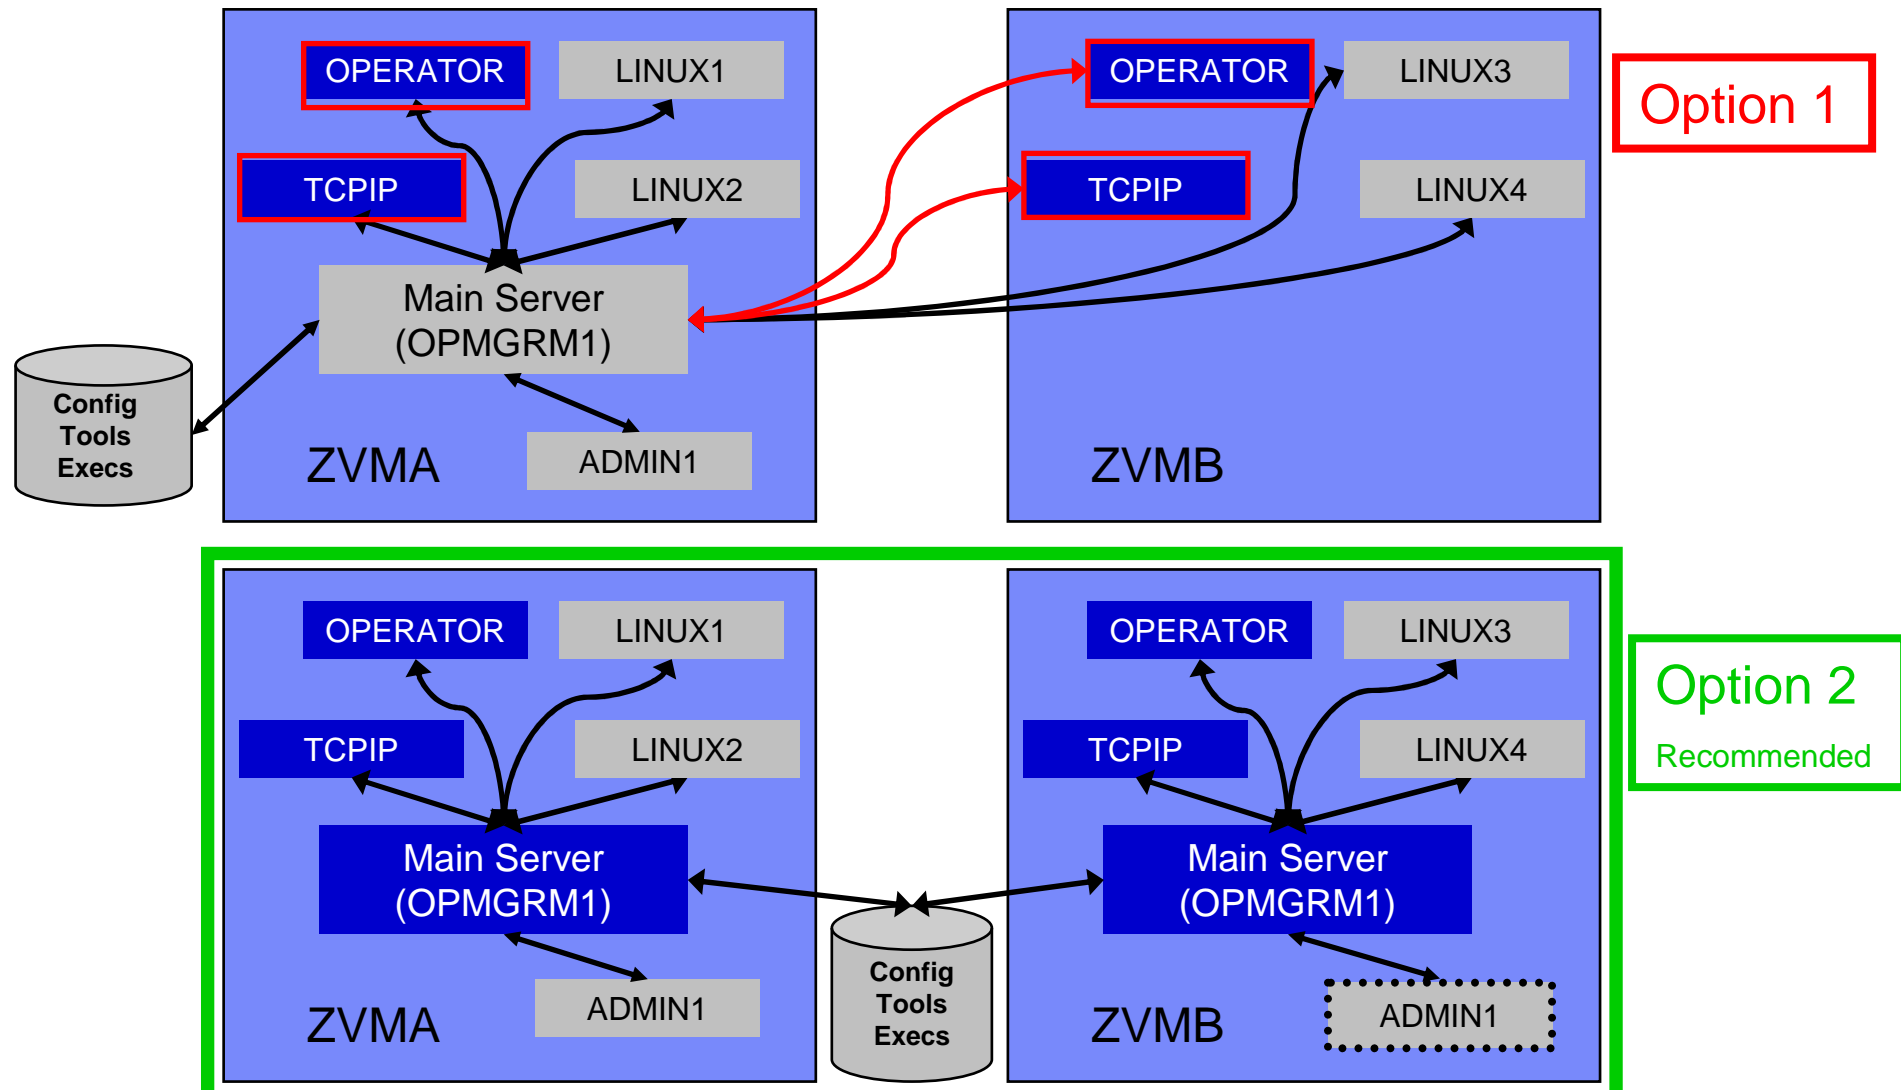 OPERATOR
LINUX1
TCPIP
LINUX2
Main Server
(OPMGRM1)
Config
Tools
Execs
ADMIN1
ZVMA
OPERATOR
LINUX3
TCPIP
LINUX4
ZVMB
Option 1
OPERATOR
LINUX1
TCPIP
LINUX2
Main Server
(OPMGRM1)
ADMIN1
ZVMA
Config
Tools
Execs
OPERATOR
LINUX3
TCPIP
LINUX4
Main Server
(OPMGRM1)
ADMIN1
ZVMB
Option 2
Recommended